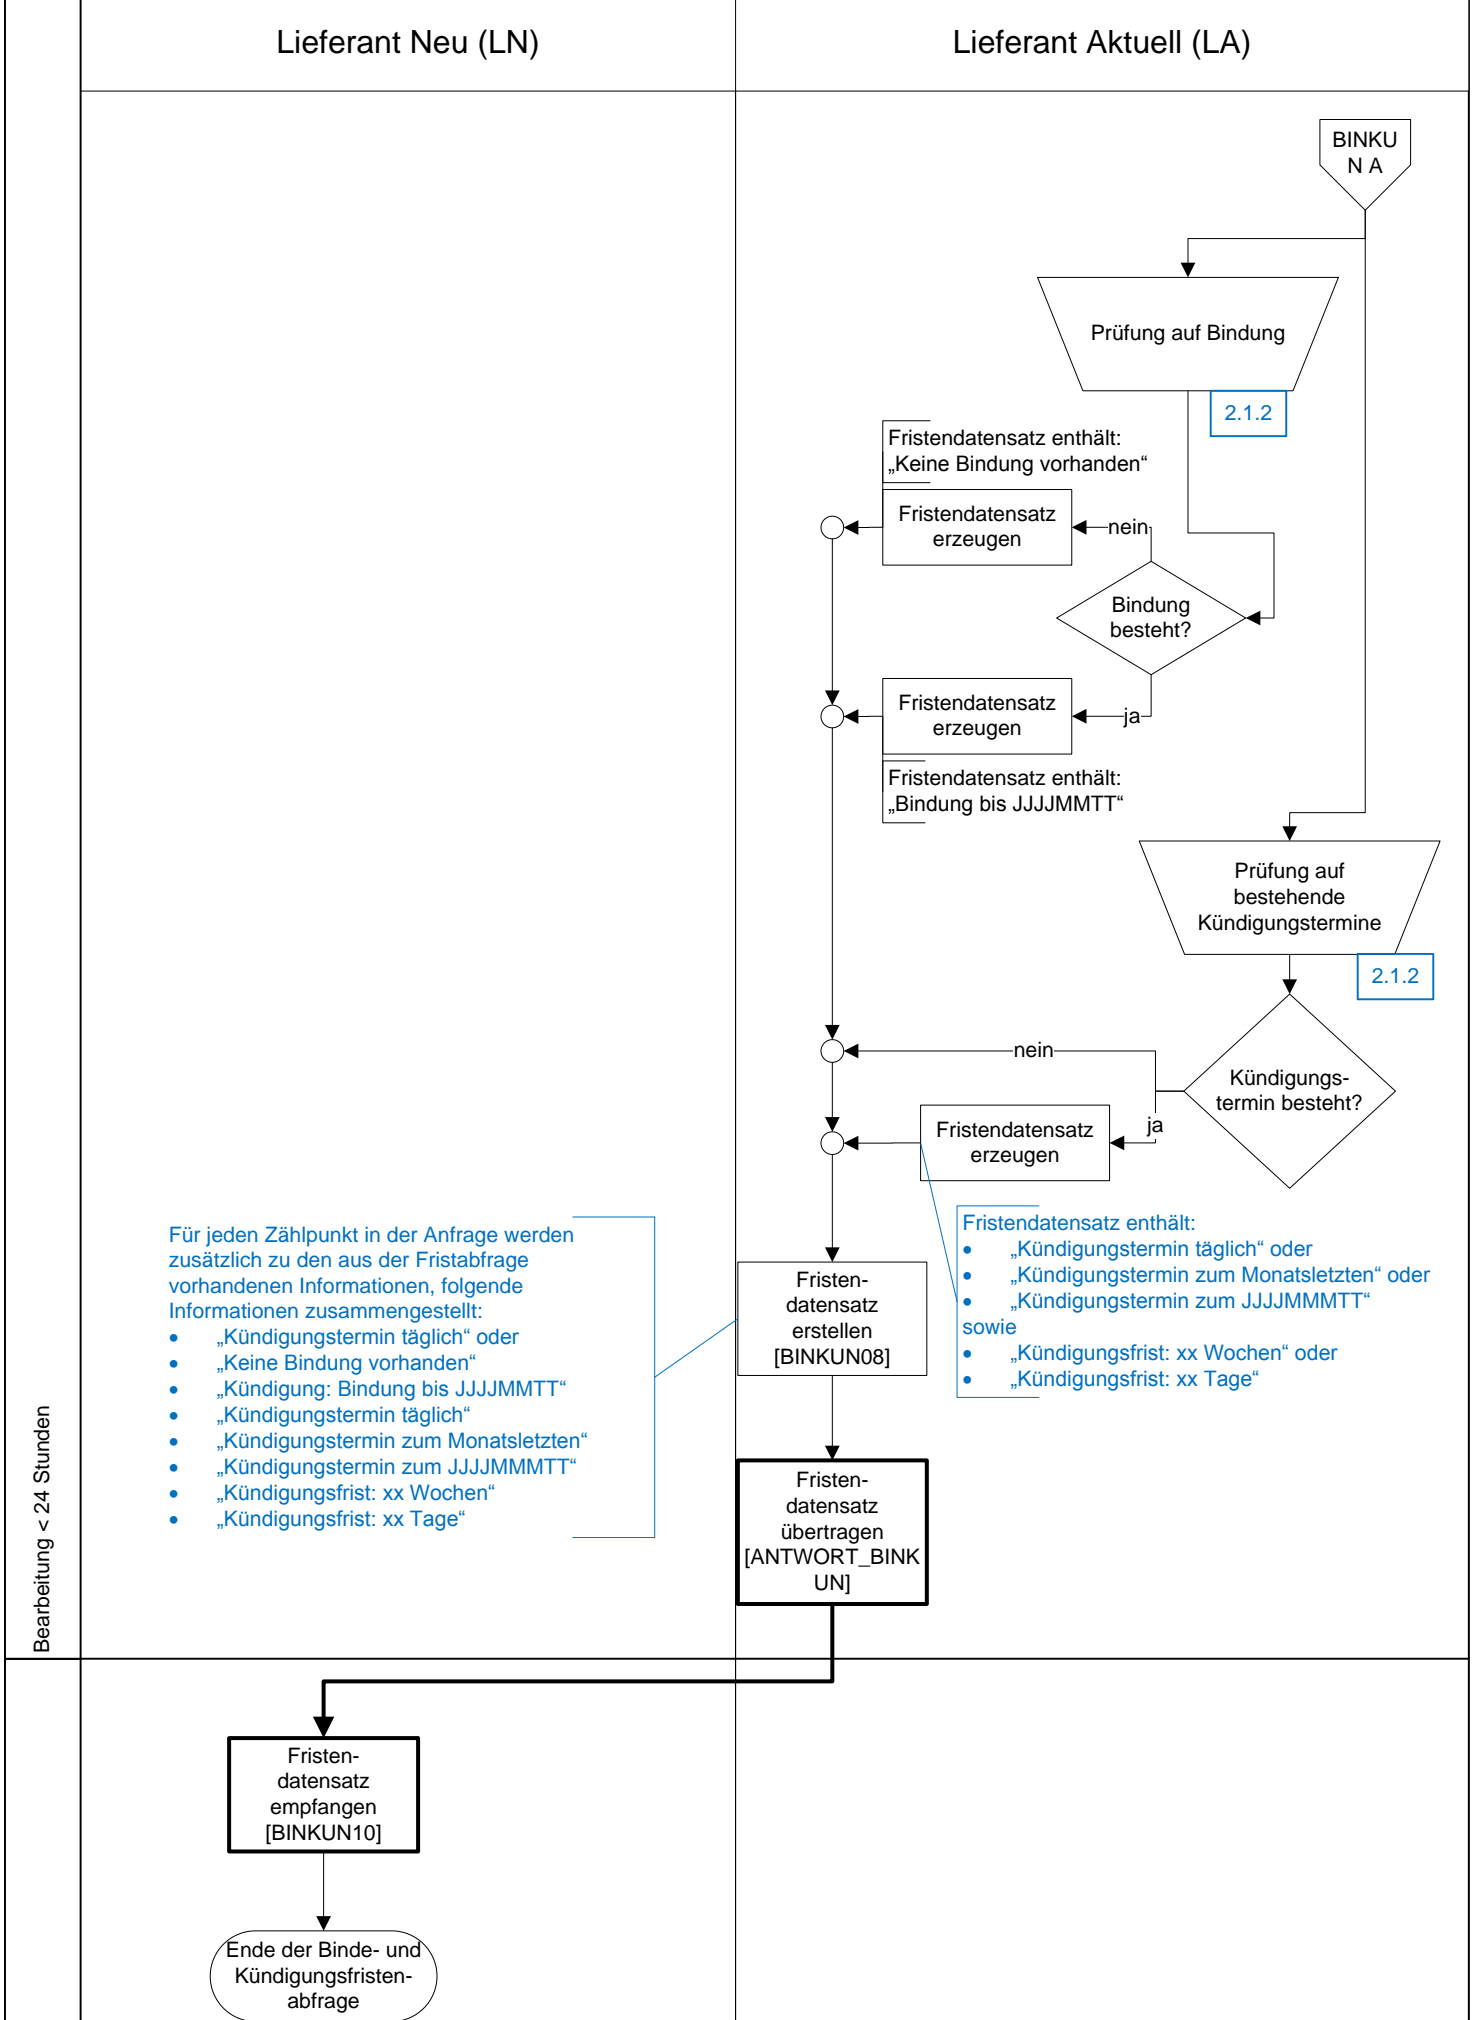 Lieferant Neu (LN)
Lieferant Aktuell (LA)
BINKU
N A
Prüfung auf Bindung
2.1.2
Fristendatensatz enthält:
„Keine Bindung vorhanden“
Fristendatensatz
erzeugen
nein
Bindung
besteht?
Fristendatensatz
erzeugen
ja
Fristendatensatz enthält:
„Bindung bis JJJJMMTT“
Prüfung auf
bestehende
Kündigungstermine
2.1.2
nein
Kündigungs-
termin besteht?
ja
Fristendatensatz
erzeugen
Fristendatensatz enthält:
• „Kündigungstermin täglich“ oder
• „Kündigungstermin zum Monatsletzten“ oder
• „Kündigungstermin zum JJJJMMMTT“
sowie
• „Kündigungsfrist: xx Wochen“ oder
• „Kündigungsfrist: xx Tage“
Für jeden Zählpunkt in der Anfrage werden
zusätzlich zu den aus der Fristabfrage
vorhandenen Informationen, folgende
Informationen zusammengestellt:
• „Kündigungstermin täglich“ oder
• „Keine Bindung vorhanden“
• „Kündigung: Bindung bis JJJJMMTT“
• „Kündigungstermin täglich“
• „Kündigungstermin zum Monatsletzten“
• „Kündigungstermin zum JJJJMMMTT“
• „Kündigungsfrist: xx Wochen“
• „Kündigungsfrist: xx Tage“
Fristen-
datensatz
erstellen
[BINKUN08]
Fristen-
datensatz
übertragen
[ANTWORT_BINK
UN]
Bearbeitung < 24 Stunden
Fristen-
datensatz
empfangen
[BINKUN10]
Ende der Binde- und
Kündigungsfristen-
abfrage